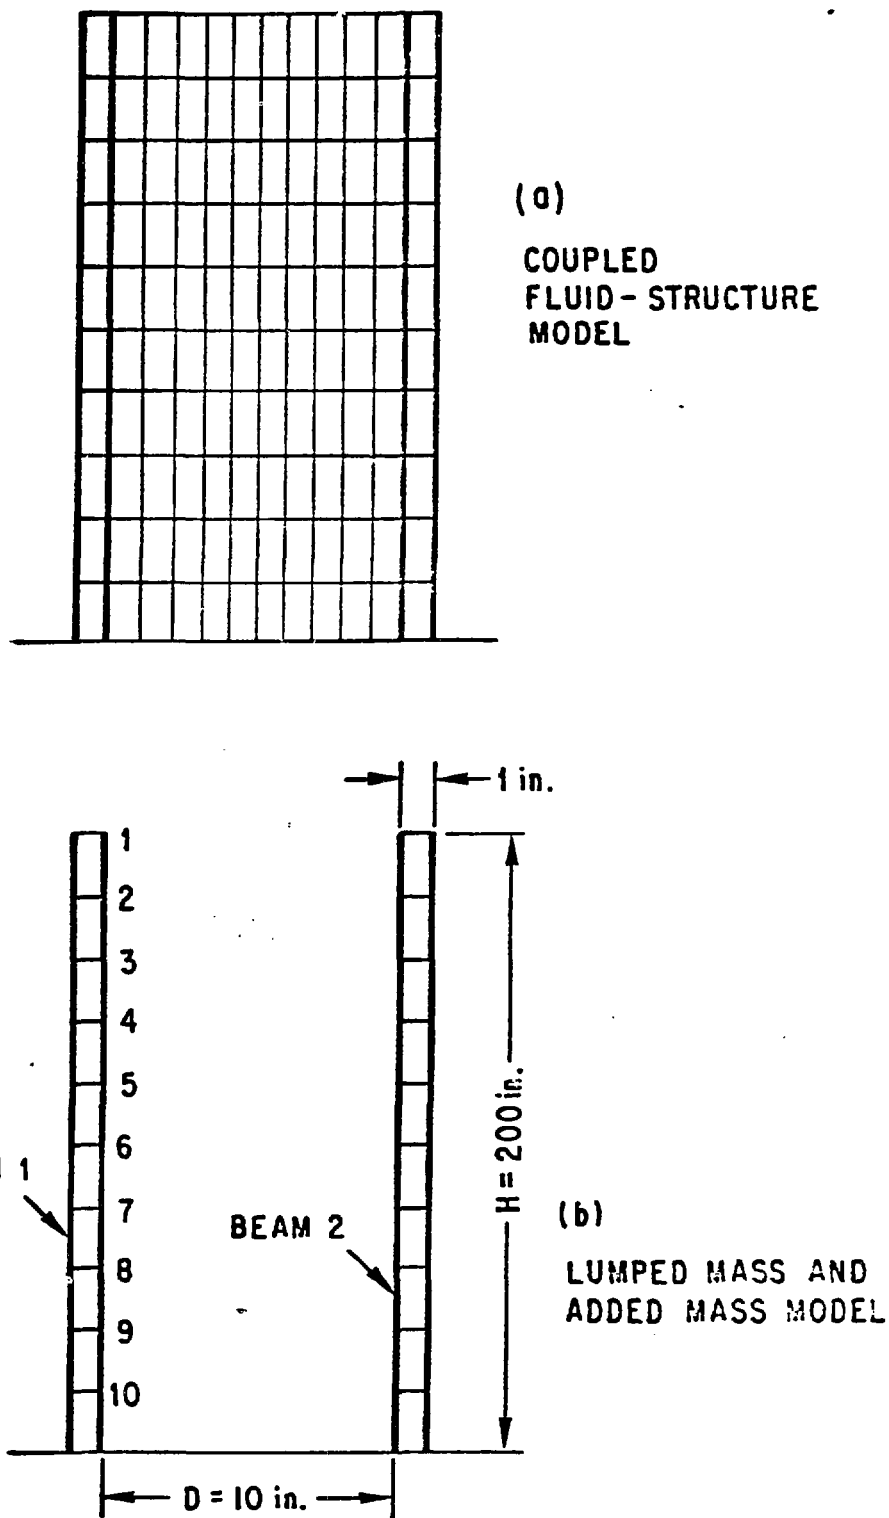 (a)
COUPLED
FLUID-STRUCTURE
MODEL
1 in.
1
2
3
4
5
6
7
8
9
10
1
BEAM 2
H = 200 in.
(b)
LUMPED MASS AND
ADDED MASS MODEL
D = 10 in.